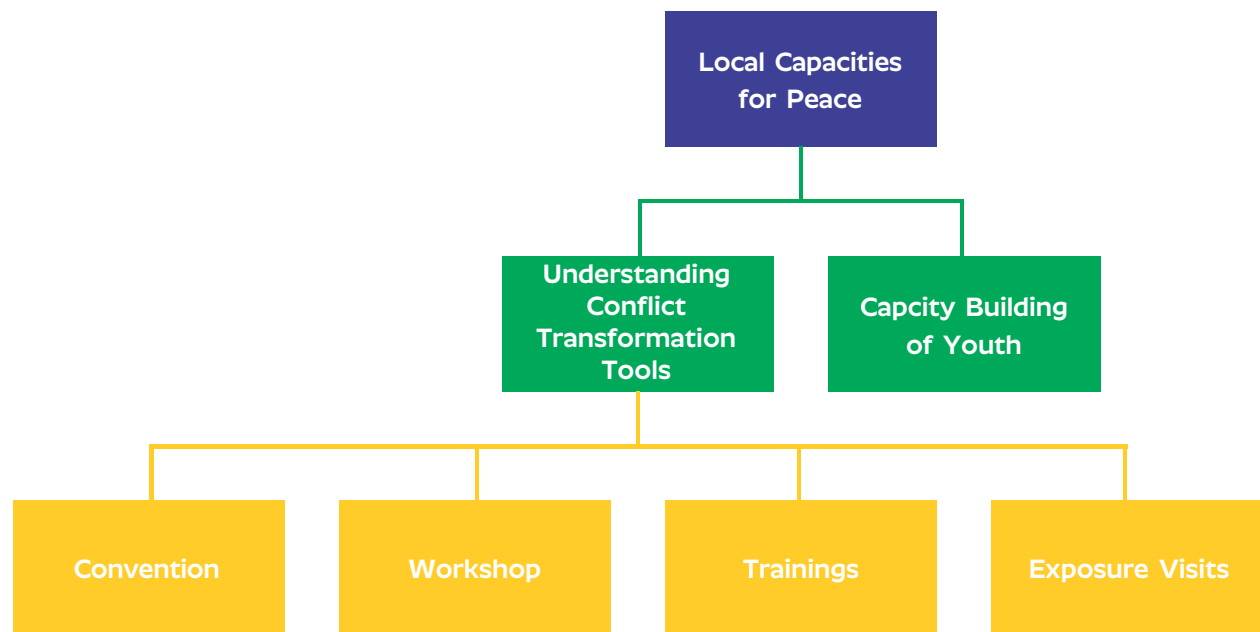 Local Capacities
for Peace
Understanding
Conflict
Transformation
Tools
Capcity Building
of Youth
Convention
Workshop
Trainings
Exposure Visits